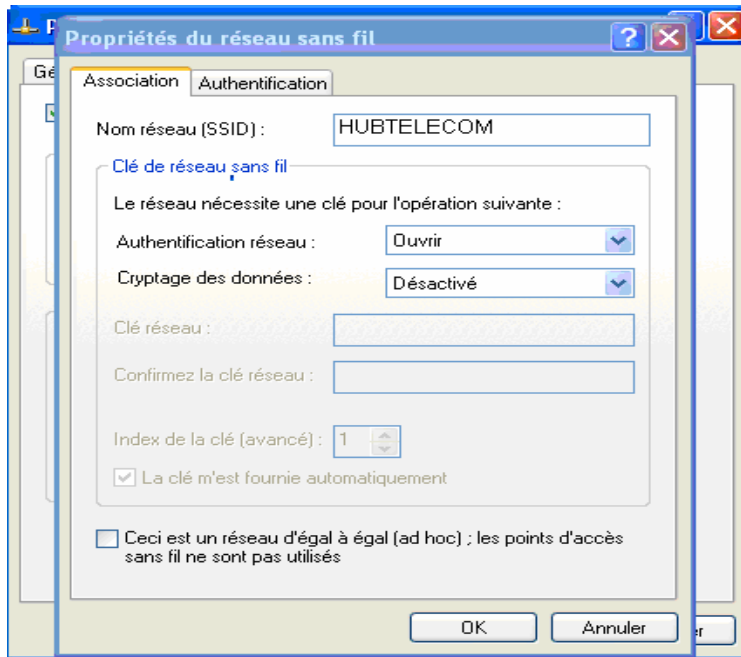 Propriétés du réseau sans fil
Gé
Association
Authentification
Nom réseau (SSID) :
HUBTELECOM
Clé de réseau sans fil
Le réseau nécessite une clé pour l'opération suivante :
Authentification réseau :
Ouvrir
Cryptage des données :
Désactivé
Clé réseau :
Confirmez la clé réseau :
Index de la clé (avancé) :
1
La clé m'est fournie automatiquement
Ceci est un réseau d'égal à égal (ad hoc) ; les points d'accès
sans fil ne sont pas utilisés
OK
Annuler